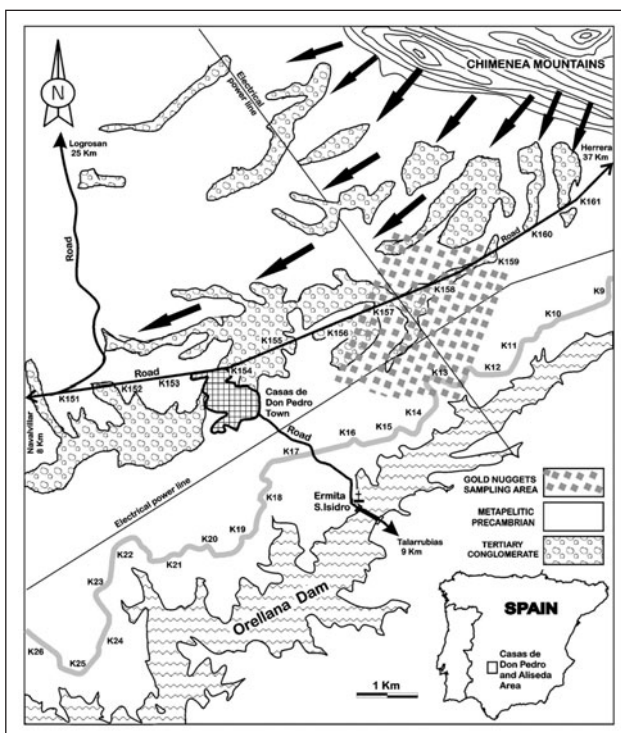 CHIMENEA MOUNTAINS
Electrical
power line
N
Logrosan
25 Km
Herrera
37 Km
K161
K160
Road
K159
K158
K157
K156
K155
K154
K153
K152
K151
Road
Road
Navalvillar
8 Km
Casas de
Don Pedro
Town
Road
K9
K10
K11
K12
K13
K14
K15
K16
K17
K18
K19
K20
K21
K22
K23
K24
K25
K26
Electrical power line
Ermita
S.Isidro
Talarrubias
9 Km
Orellana Dam
GOLD NUGGETS
SAMPLING AREA
METAPELITIC
PRECAMBRIAN
TERTIARY
CONGLOMERATE
SPAIN
Casas de
Don Pedro
and Aliseda
Area
1 Km